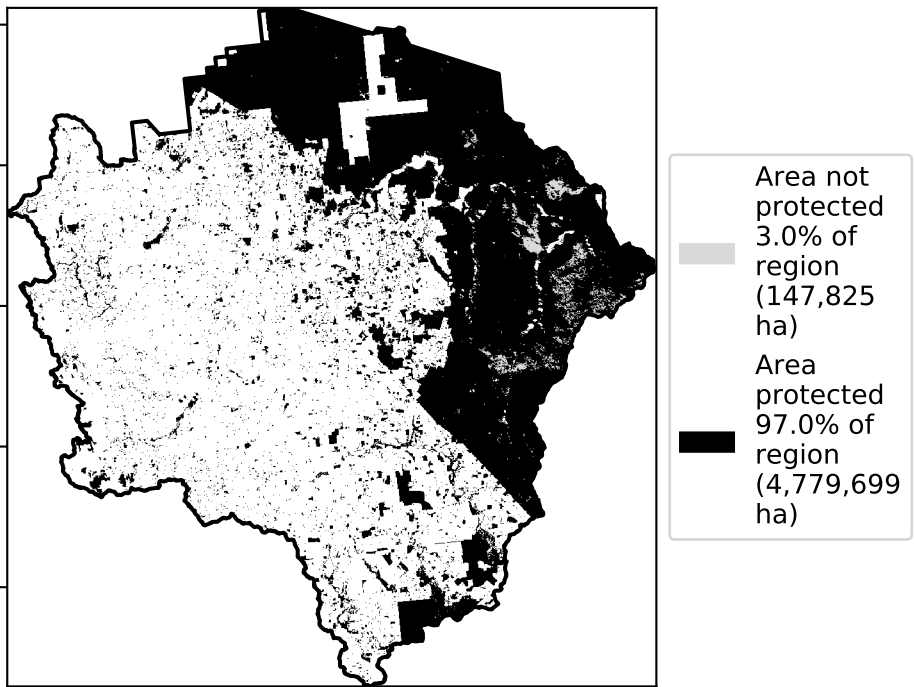 Area not
protected
3.0% of
region
(147,825
ha)
Area
protected
97.0% of
region
(4,779,699
ha)